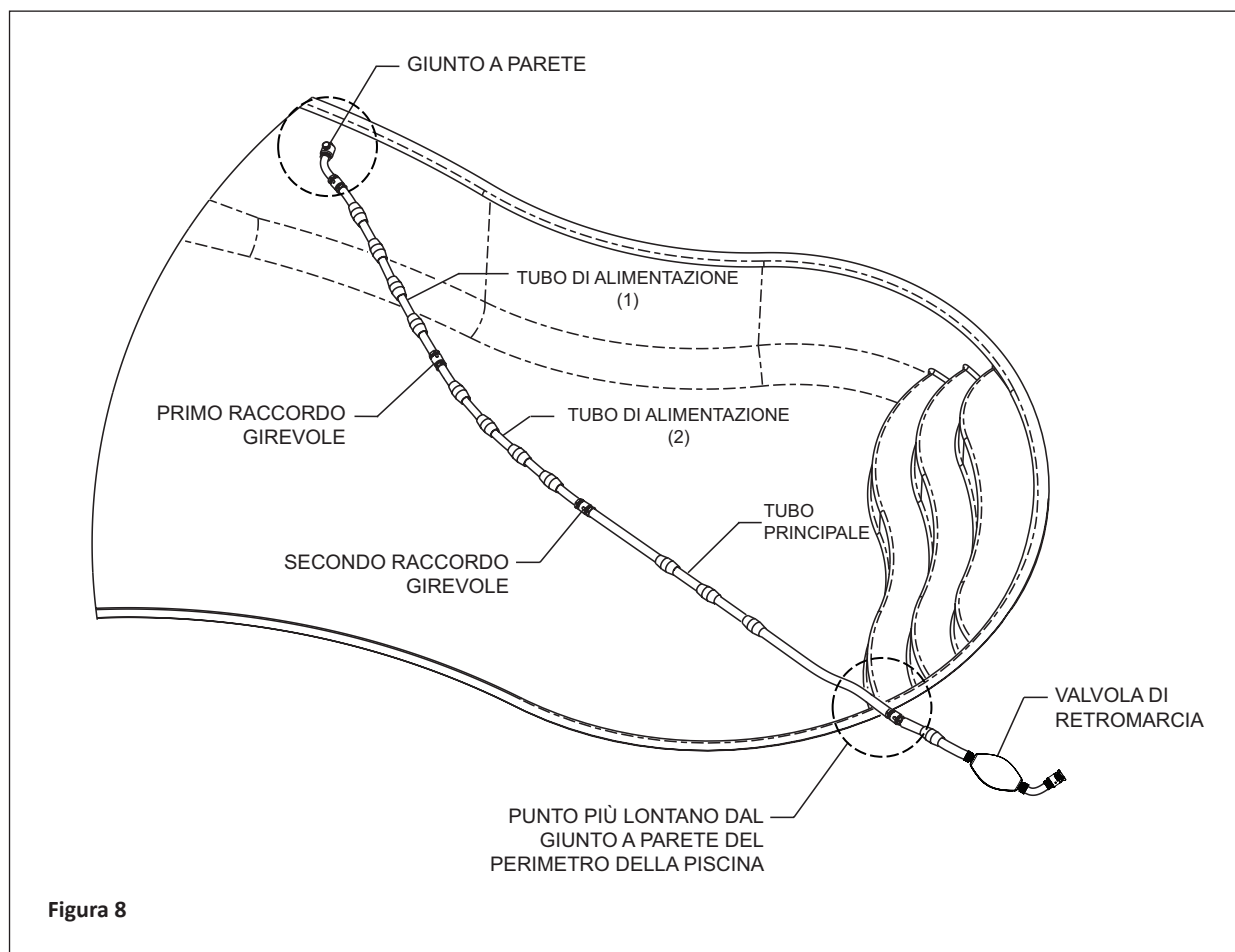 GIUNTO A PARETE
TUBO DI ALIMENTAZIONE
(1)
PRIMO RACCORDO
GIREVOLE
TUBO DI ALIMENTAZIONE
(2)
TUBO
PRINCIPALE
SECONDO RACCORDO
GIREVOLE
VALVOLA DI
RETROMARCIA
PUNTO PIÙ LONTANO DAL
GIUNTO A PARETE DEL
PERIMETRO DELLA PISCINA
Figura 8